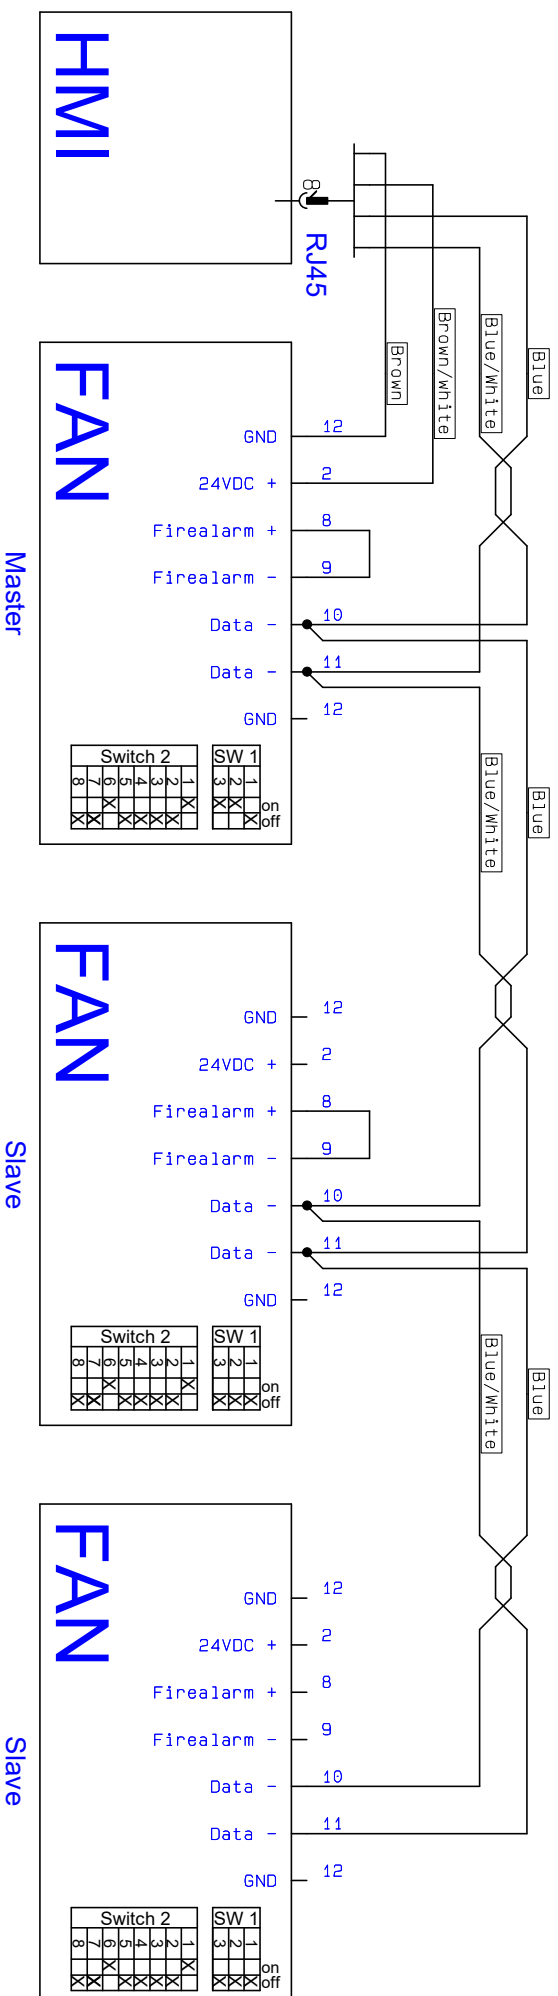 HMI
8
RJ45
Brown
Brown/white
Blue/White
Blue
FAN
Master
GND 12
24VDC + 2
Firealarm + 8
Firealarm - 9
Data - 10
Data - 11
GND 12
Switch 2 SW 1
8 7 6 5 4 3 2 1 3 2 1
X X X X on
X X X X X X X off
Blue/White
Blue
FAN
Slave
GND 12
24VDC + 2
Firealarm + 8
Firealarm - 9
Data - 10
Data - 11
GND 12
Switch 2 SW 1
8 7 6 5 4 3 2 1 3 2 1
X X on
X X X X X X X X X off
Blue/White
Blue
FAN
Slave
GND 12
24VDC + 2
Firealarm + 8
Firealarm - 9
Data - 10
Data - 11
GND 12
Switch 2 SW 1
8 7 6 5 4 3 2 1 3 2 1
X X on
X X X X X X X X X off